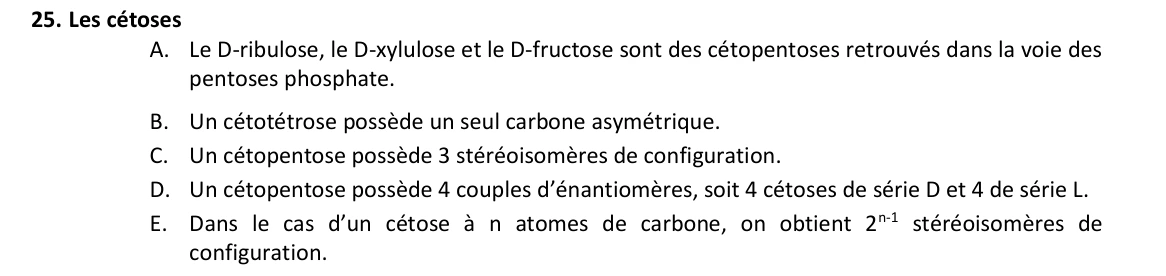 25. Les cétoses
A. Le D-ribulose, le D-xylulose et le D-fructose sont des cétopentoses retrouvés dans la voie des
pentoses phosphate.
B. Un cétotétrose possède un seul carbone asymétrique.
C. Un cétopentose possède 3 stéréoisomères de configuration.
D. Un cétopentose possède 4 couples d’énantiomères, soit 4 cétoses de série D et 4 de série L.
E. Dans le cas d’un cétose à n atomes de carbone, on obtient 2ⁿ⁻¹ stéréoisomères de
configuration.